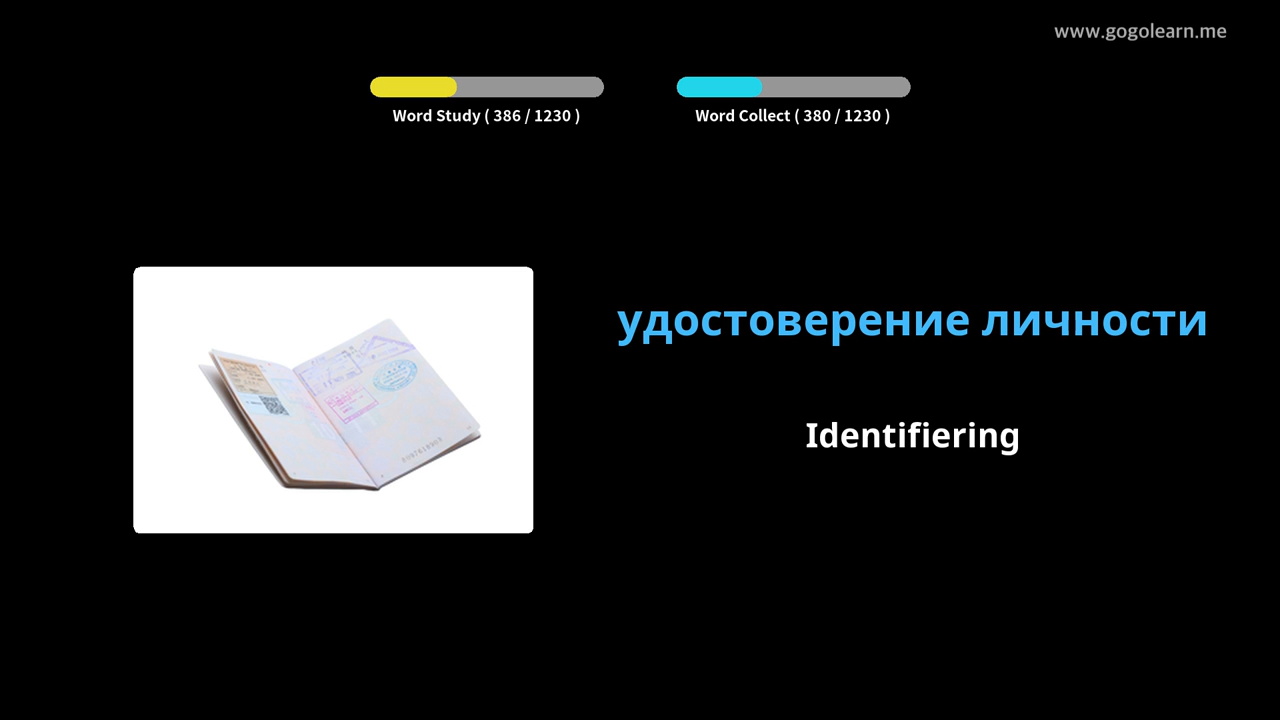 www.gogolearn.me
Word Study ( 386 / 1230 )
Word Collect ( 380 / 1230 )
удостоверение личности
Identifiering